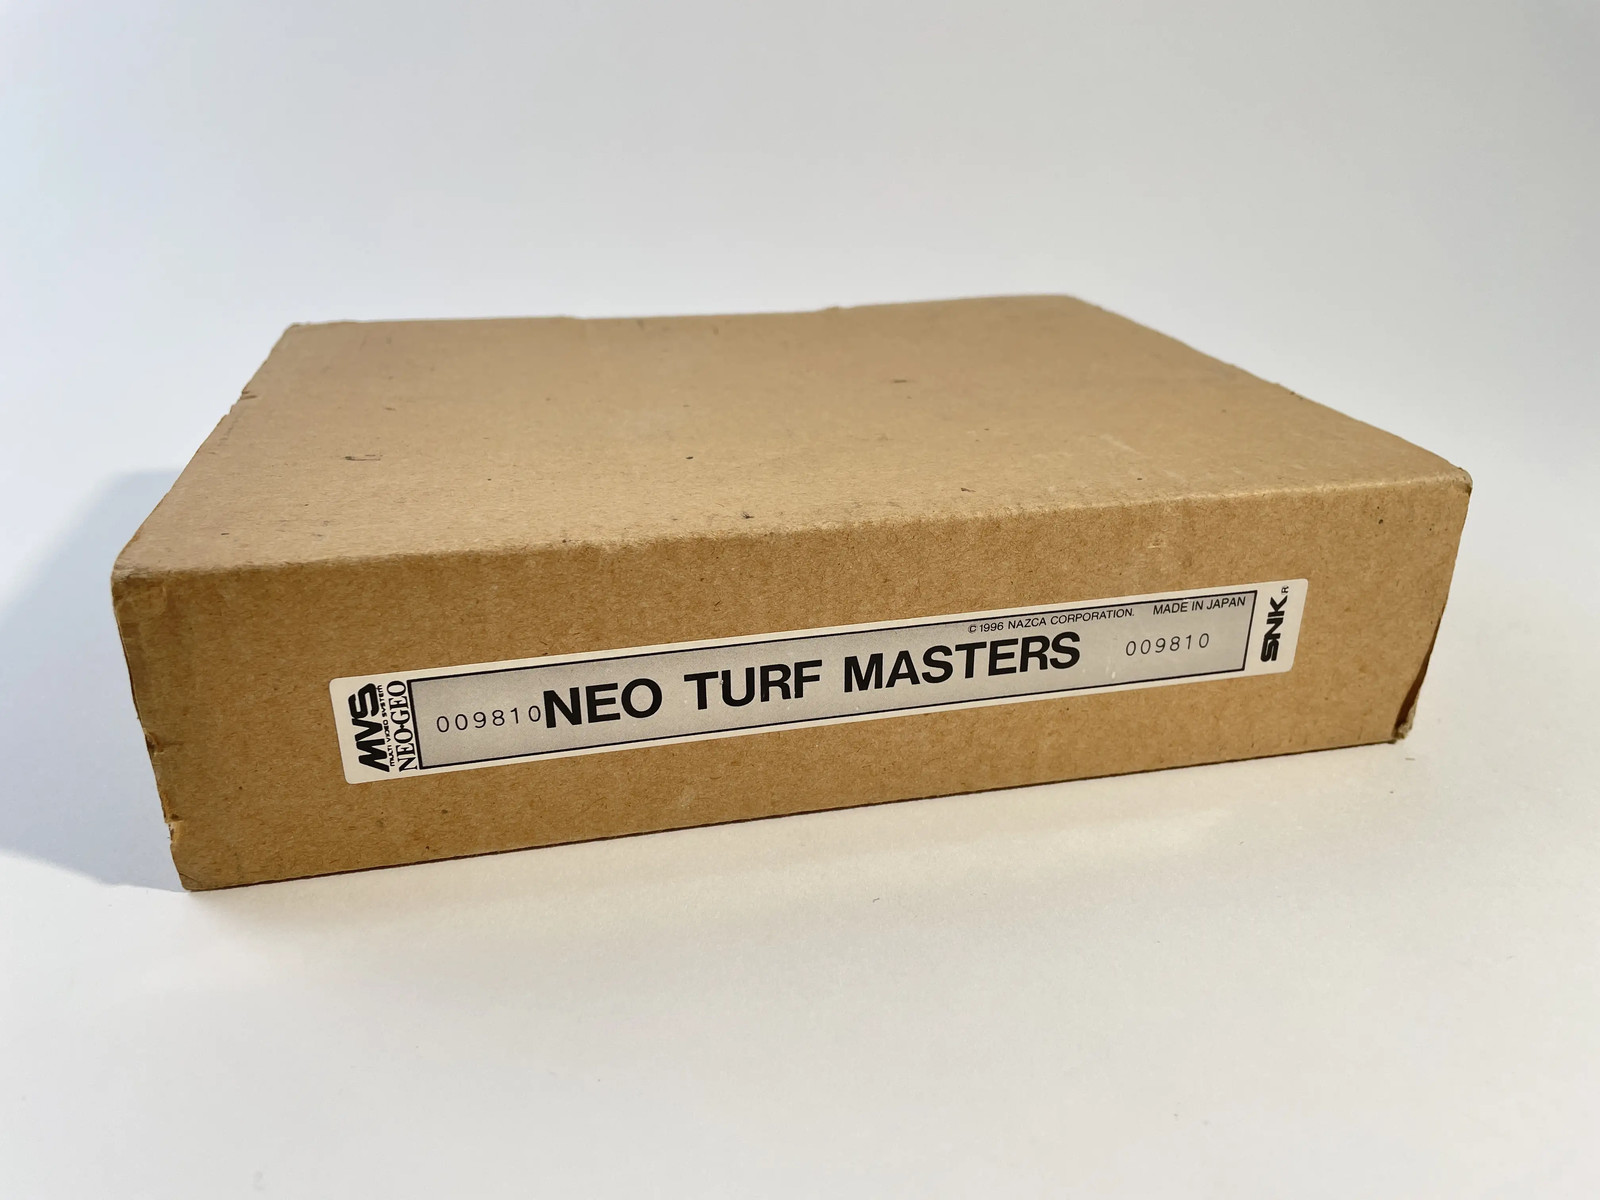 MVS
MULTI VIDEO SYSTEM
NEO•GEO
© 1996 NAZCA CORPORATION. MADE IN JAPAN
009810 NEO TURF MASTERS 009810
SNK®